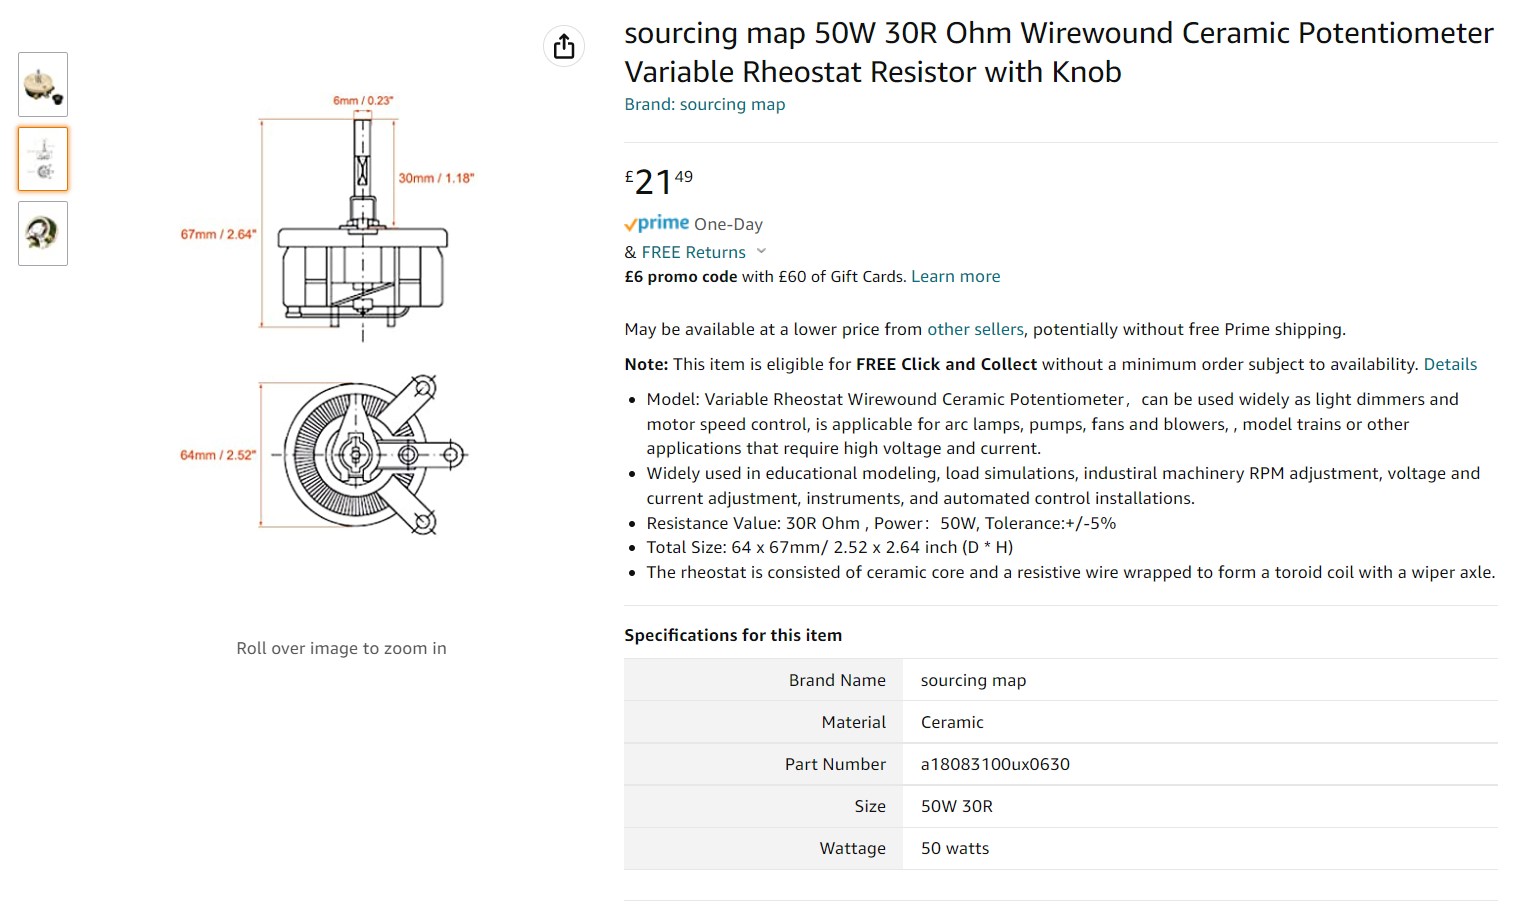 sourcing map 50W 30R Ohm Wirewound Ceramic Potentiometer
Variable Rheostat Resistor with Knob
Brand: sourcing map
6mm / 0.23"
30mm / 1.18"
67mm / 2.64"
64mm / 2.52"
Roll over image to zoom in
£21 49
prime One-Day
& FREE Returns
£6 promo code with £60 of Gift Cards. Learn more
May be available at a lower price from other sellers, potentially without free Prime shipping.
Note: This item is eligible for FREE Click and Collect without a minimum order subject to availability. Details
• Model: Variable Rheostat Wirewound Ceramic Potentiometer，can be used widely as light dimmers and
motor speed control, is applicable for arc lamps, pumps, fans and blowers, , model trains or other
applications that require high voltage and current.
• Widely used in educational modeling, load simulations, industiral machinery RPM adjustment, voltage and
current adjustment, instruments, and automated control installations.
• Resistance Value: 30R Ohm , Power：50W, Tolerance:+/-5%
• Total Size: 64 x 67mm/ 2.52 x 2.64 inch (D * H)
• The rheostat is consisted of ceramic core and a resistive wire wrapped to form a toroid coil with a wiper axle.
Specifications for this item
Brand Name sourcing map
Material Ceramic
Part Number a18083100ux0630
Size 50W 30R
Wattage 50 watts